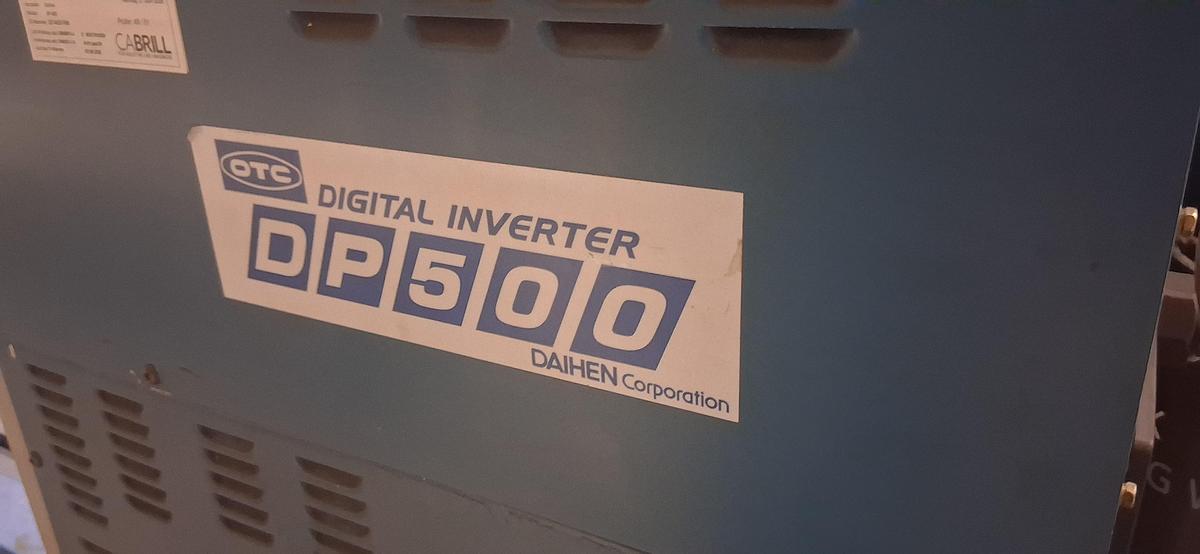 CABRILL
OTC
DIGITAL INVERTER
DP500
DAIHEN Corporation
K
G